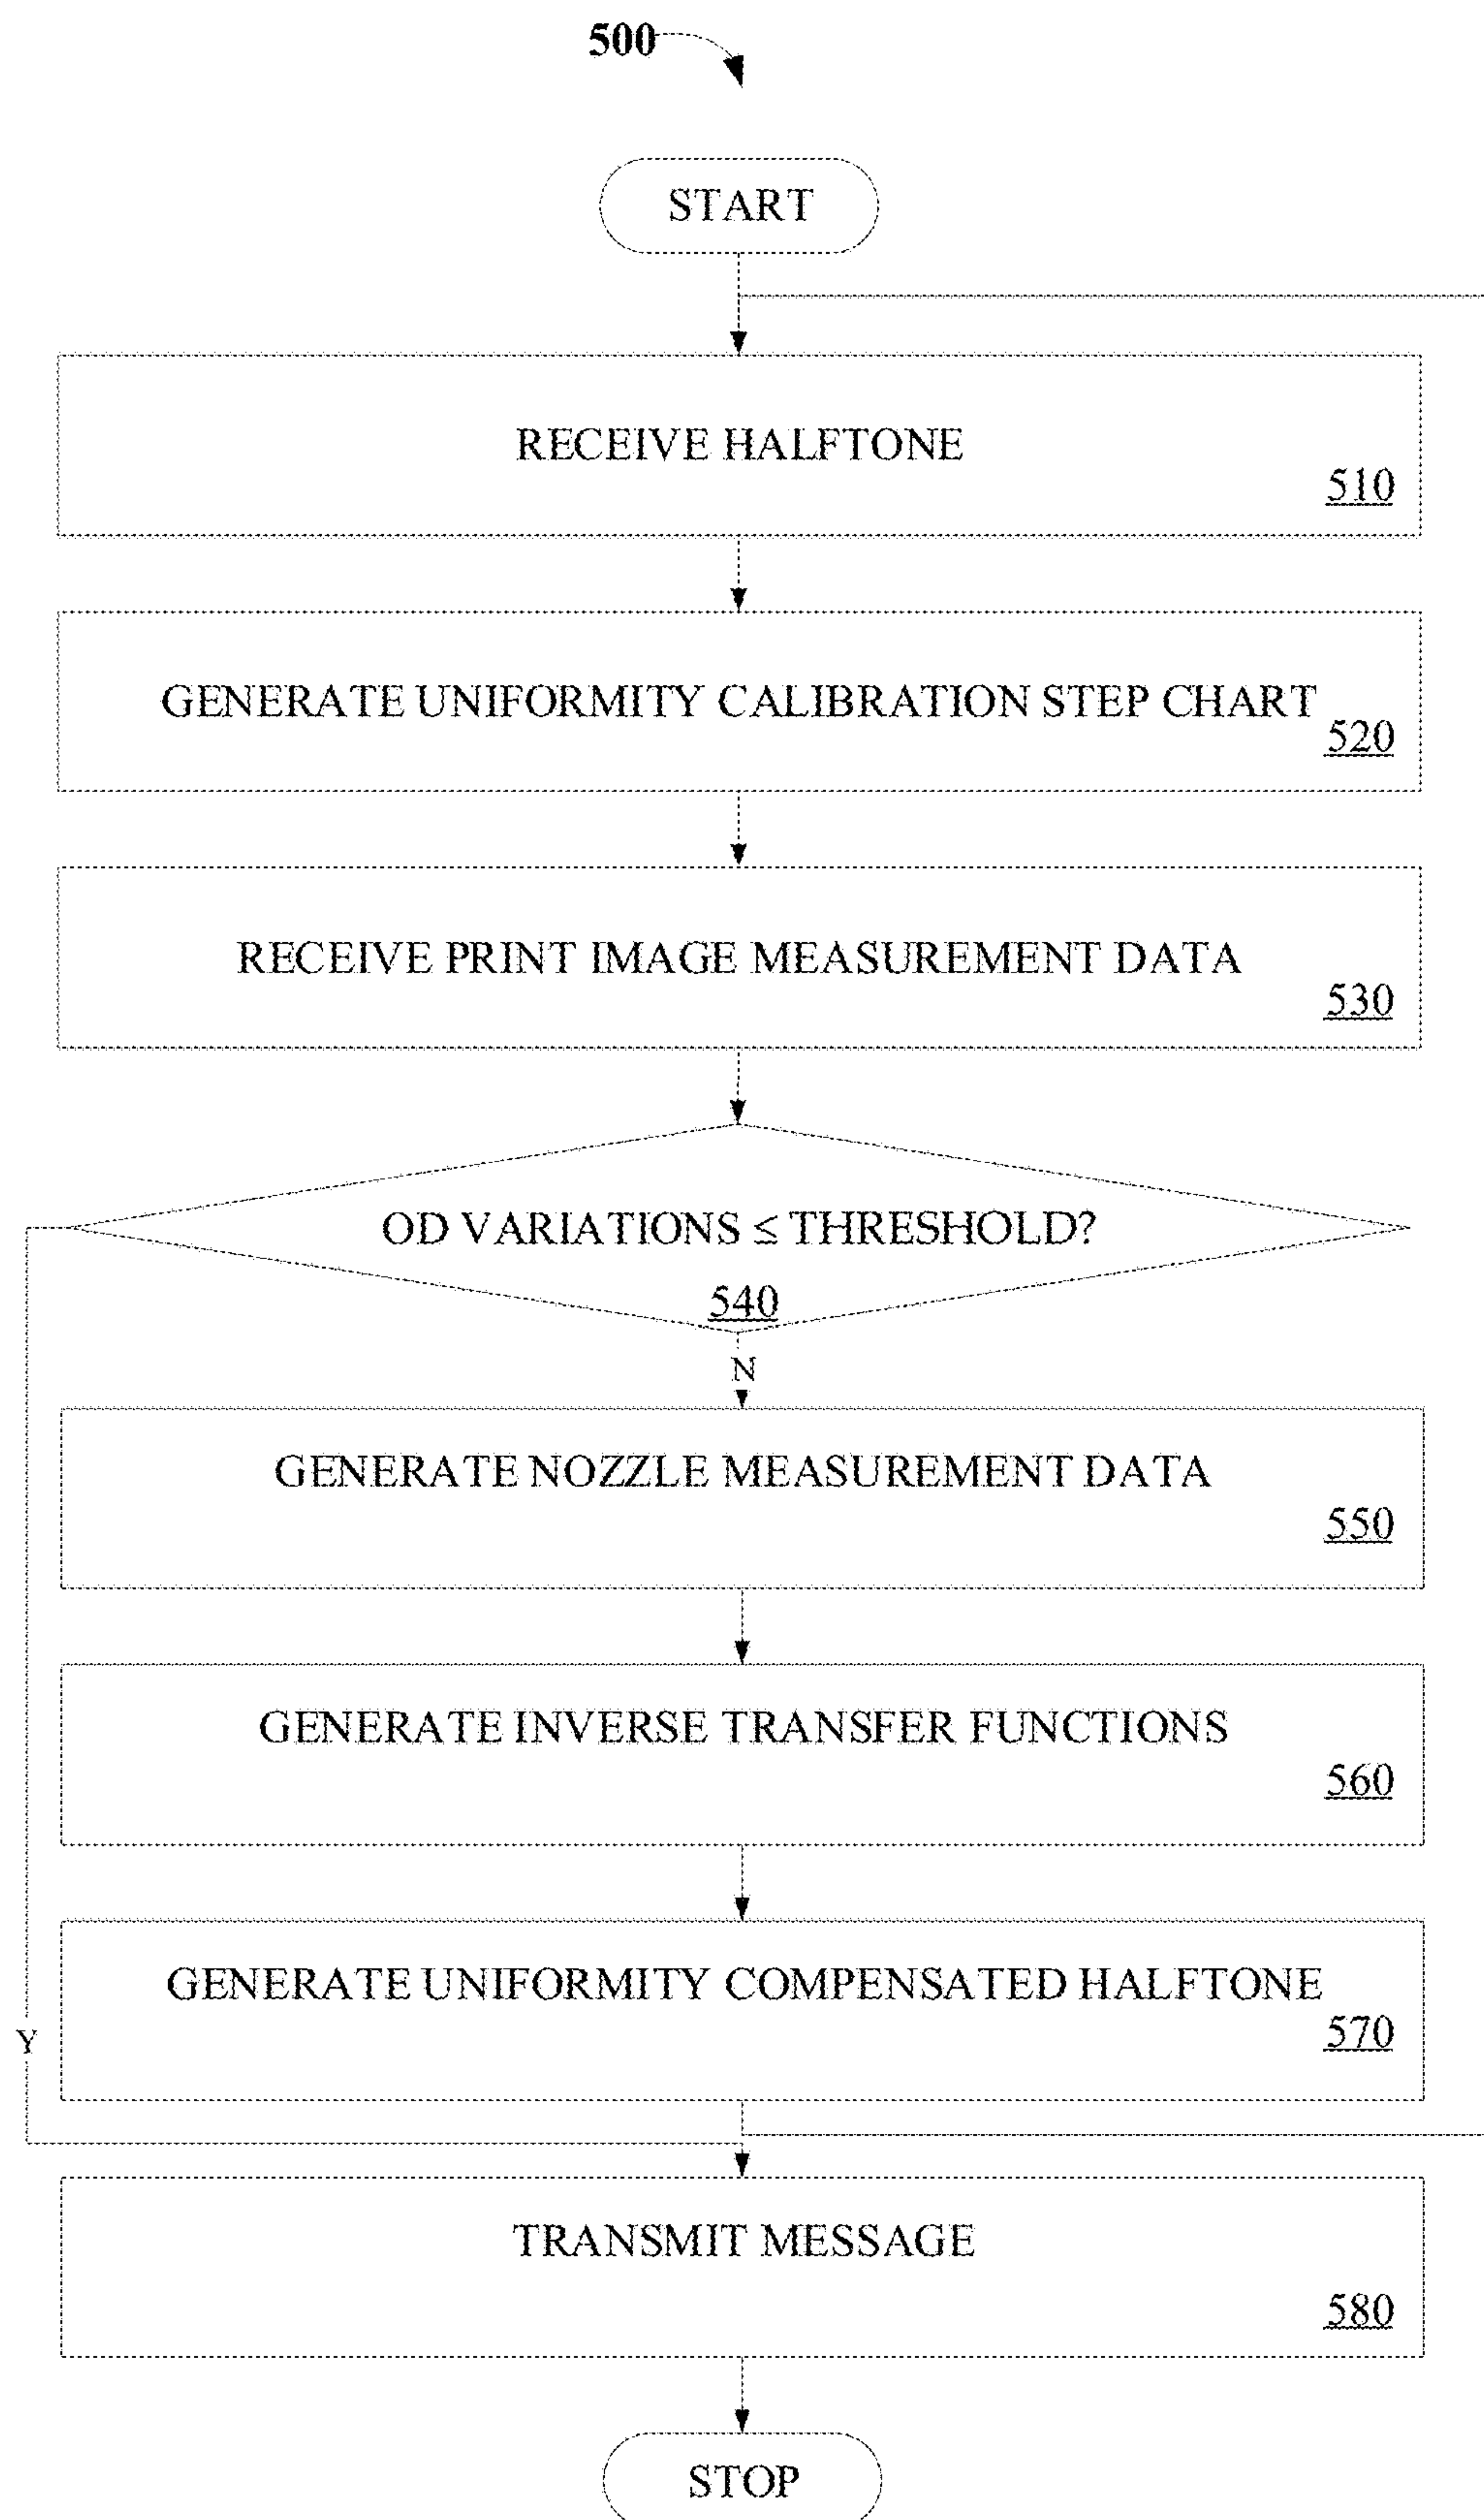 500
START
RECEIVE HALFTONE
510
GENERATE UNIFORMITY CALIBRATION STEP CHART
520
RECEIVE PRINT IMAGE MEASUREMENT DATA
530
OD VARIATIONS ≤ THRESHOLD?
540
N
GENERATE NOZZLE MEASUREMENT DATA
550
GENERATE INVERSE TRANSFER FUNCTIONS
560
GENERATE UNIFORMITY COMPENSATED HALFTONE
570
Y
TRANSMIT MESSAGE
580
STOP